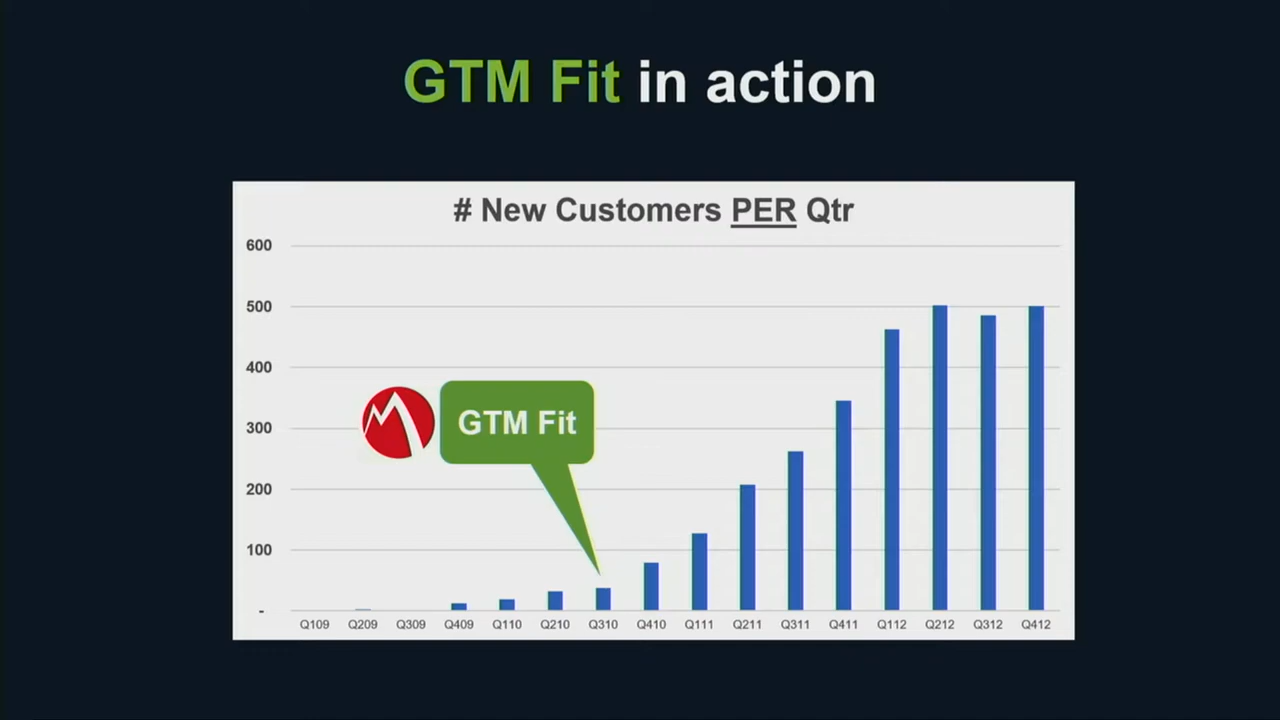 GTM Fit in action
# New Customers PER Qtr
600
500
400
300
200
100
-
GTM Fit
Q109 Q209 Q309 Q409 Q110 Q210 Q310 Q410 Q111 Q211 Q311 Q411 Q112 Q212 Q312 Q412